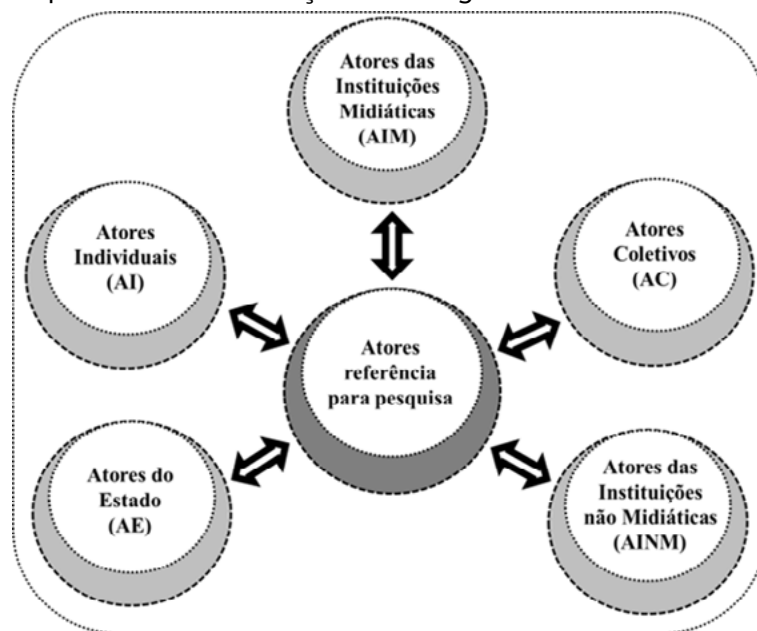 Atores das
Instituições
Midiáticas
(AIM)
Atores
Individuais
(AI)
Atores
Coletivos
(AC)
Atores
referência
para pesquisa
Atores do
Estado
(AE)
Atores das
Instituições
não Midiáticas
(AINM)